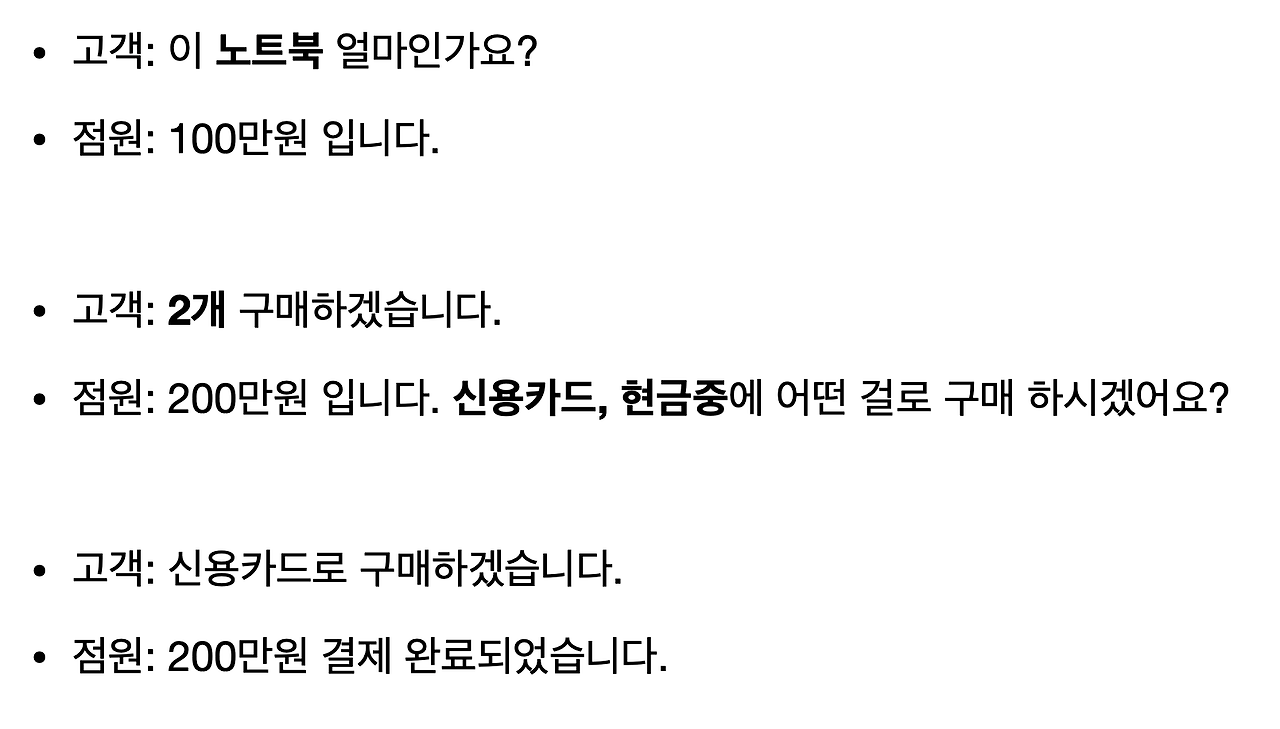 • 고객: 이 노트북 얼마인가요?
• 점원: 100만원 입니다.
• 고객: 2개 구매하겠습니다.
• 점원: 200만원 입니다. 신용카드, 현금중에 어떤 걸로 구매 하시겠어요?
• 고객: 신용카드로 구매하겠습니다.
• 점원: 200만원 결제 완료되었습니다.